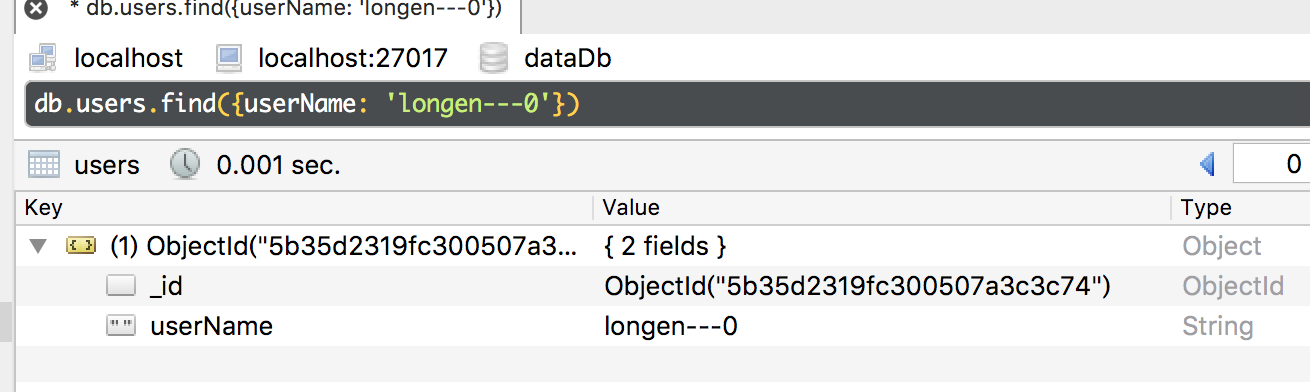 * db.users.find({userName: 'longen---0'})
localhost localhost:27017 dataDb
db.users.find({userName: 'longen---0'})
users 0.001 sec. 0
Key Value Type
(1) ObjectId("5b35d2319fc300507a3... { 2 fields } Object
_id ObjectId("5b35d2319fc300507a3c3c74") ObjectId
userName longen---0 String